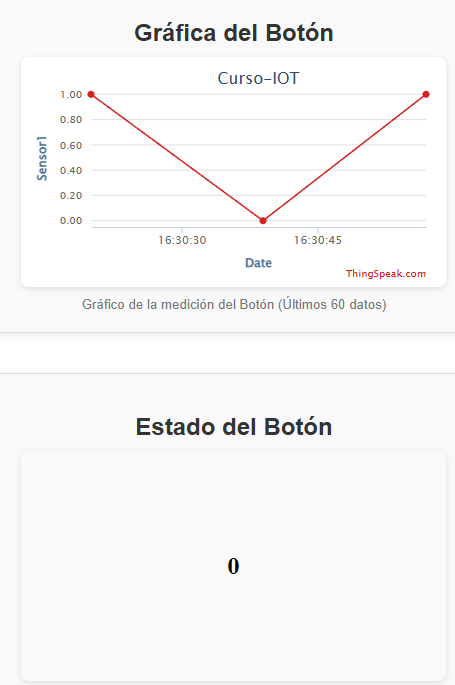 Gráfica del Botón
Curso-IOT
1.00
0.80
0.60
0.40
0.20
0.00
Sensor1
16:30:30 16:30:45
Date
ThingSpeak.com
Gráfico de la medición del Botón (Últimos 60 datos)
Estado del Botón
0